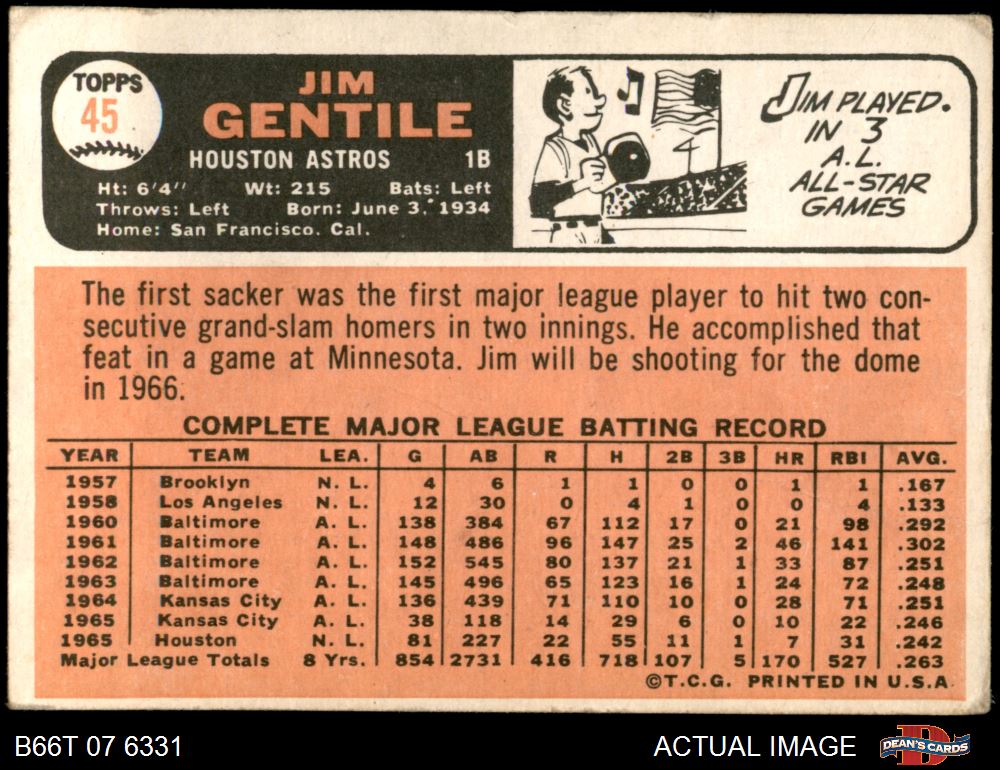 TOPPS
45
JIM
GENTILE
HOUSTON ASTROS 1B
Ht: 6'4" Wt: 215 Bats: Left
Throws: Left Born: June 3, 1934
Home: San Francisco. Cal.
JIM PLAYED
IN 3
A.L.
ALL-STAR
GAMES
The first sacker was the first major league player to hit two con-
secutive grand-slam homers in two innings. He accomplished that
feat in a game at Minnesota. Jim will be shooting for the dome
in 1966.
COMPLETE MAJOR LEAGUE BATTING RECORD
YEAR TEAM LEA. G AB R H 2B 3B HR RBI AVG.
1957 Brooklyn N. L. 4 6 1 1 0 0 1 1 .167
1958 Los Angeles N. L. 12 30 0 4 1 0 0 4 .133
1960 Baltimore A. L. 138 384 67 112 17 0 21 98 .292
1961 Baltimore A. L. 148 486 96 147 25 2 46 141 .302
1962 Baltimore A. L. 152 545 80 137 21 1 33 87 .251
1963 Baltimore A. L. 145 496 65 123 16 1 24 72 .248
1964 Kansas City A. L. 136 439 71 110 10 0 28 71 .251
1965 Kansas City A. L. 38 118 14 29 6 0 10 22 .246
1965 Houston N. L. 81 227 22 55 11 1 7 31 .242
Major League Totals 8 Yrs. 854 2731 416 718 107 5 170 527 .263
©T.C.G. PRINTED IN U.S.A.
B66T 07 6331 ACTUAL IMAGE D DEAN'S CARDS